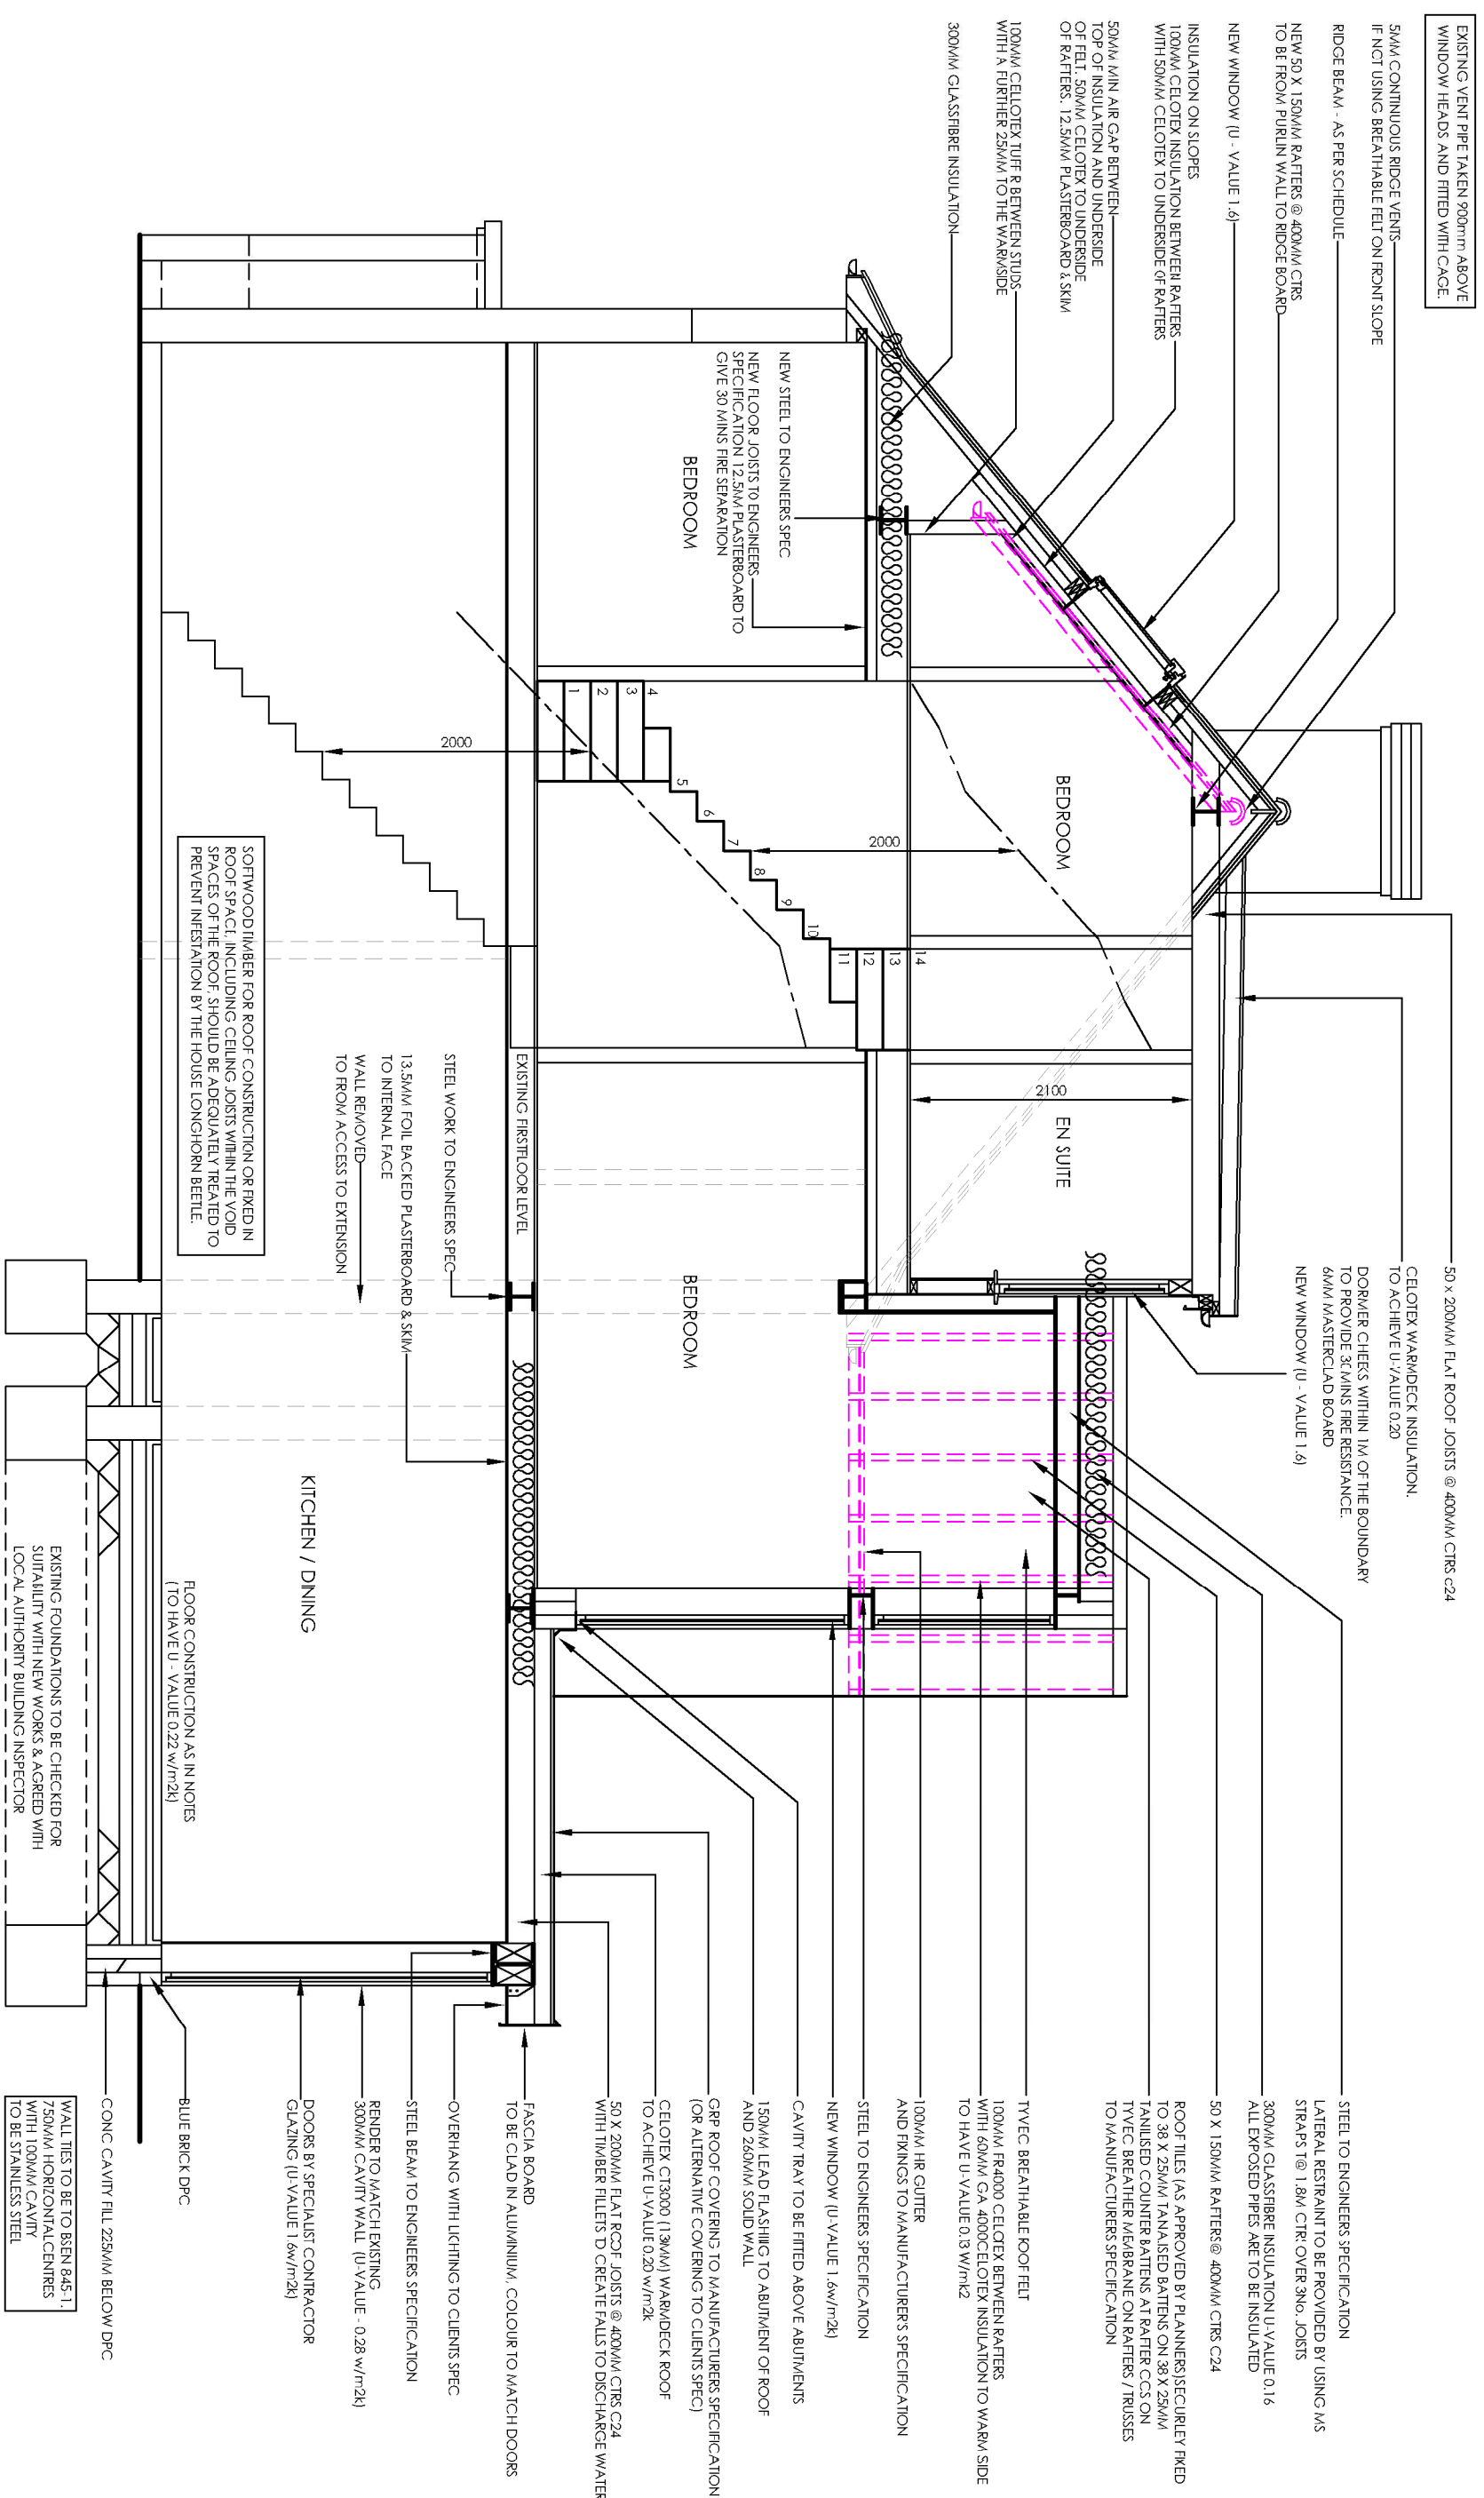 EXISTNG VENT PIPE TAKEN 900mm ABOVE
WINDOW HEADS AND FITTED WITH CAGE.
5MM CONTINUOUS RIDGE VENTS
IF NCT USING BREATHABLE FELT ON FRONT SLOPE
RIDGE BEAM - AS PER SCHEDULE
NEW 50 X 150MM RAFTERS @ 400MM CTRS
TO BE FROM PURLIN WALL TO RIDGE BOARD
NEW WINDOW (U - VALUE 1.6)
INSULATION ON SLOPES
100MM CELOTEX INSULATION BETWEEN RAFTERS
WITH 50MM CELOTEX TO UNDERSIDE OF RAFTERS
50MM MIN AIR GAP BETWEEN
TOP OF INSULATION AND UNDERSIDE
OF FELT. 50MM CELOTEX TO UNDERSIDE
OF RAFTERS. 12.5MM PLASTERBOARD & SKIM
100MM CELLOTEX TUFF R BETWEEN STUDS
WITH A FURTHER 25MM TO THE WARMSIDE
300MM GLASSFIBRE INSULATION
NEW STEEL TO ENGINEERS SPEC
NEW FLOOR JOISTS TO ENGINEERS
SPECIFICATION 12.5MM PLASTERBOARD TO
GIVE 30 MINS FIRE SEPARATION
BEDROOM
BEDROOM
EN SUITE
BEDROOM
KITCHEN / DINING
1
2
3
4
5
6
7
8
9
10
11
12
13
14
2000
2000
2100
50 x 200MM FLAT ROOF JOISTS @ 400MM CTRS c24
CELOTEX WARMDECK INSULATION.
TO ACHIEVE U-VALUE 0.20
DORMER CHEEKS WITHIN 1M OF THE BOUNDARY
TO PROVIDE 30 MINS FIRE RESISTANCE.
6MM MASTERCLAD BOARD
NEW WINDOW (U - VALUE 1.6)
EXISTING FIRSTFLOOR LEVEL
STEEL WORK TO ENGINEERS SPEC
13.5MM FOIL BACKED PLASTERBOARD & SKIM
TO INTERNAL FACE
WALL REMOVED
TO FROM ACCESS TO EXTENSION
SOFTWOOD TIMBER FOR ROOF CONSTRUCTION OR FIXED IN
ROOF SPACE, INCLUDING CEILING JOISTS WITHIN THE VOID
SPACES OF THE ROOF, SHOULD BE ADEQUATELY TREATED TO
PREVENT INFESTATION BY THE HOUSE LONGHORN BEETLE.
FLOOR CONSTRUCTION AS IN NOTES
( TO HAVE U - VALUE 0.22 w/m2k)
EXISTING FOUNDATIONS TO BE CHECKED FOR
SUITABILITY WITH NEW WORKS & AGREED WITH
LOCAL AUTHORITY BUILDING INSPECTOR
STEEL TO ENGINEERS SPECIFICATION
LATERAL RESTRAINT TO BE PROVIDED BY USING MS
STRAPS T@ 1.8M CTR. OVER 3No. JOISTS
300MM GLASSFIBRE INSULATION U-VALUE 0.16
ALL EXPOSED PIPES ARE TO BE INSULATED
50 X 150MM RAFTERS@ 400MM CTRS C24
ROOF TILES (AS APPROVED BY PLANNERS)SECURLEY FIXED
TO 38 X 25MM TANALISED BATTENS ON 38 X 25MM
TANILISED COUNTER BATTENS AT RAFTER CCS ON
TYVEC BREATHER MEMBRANE ON RAFTERS / TRUSSES
TO MANUFACTURERS SPECIFICATION
TYVEC BREATHABLE ROOF FELT
100MM FR4000 CELOTEX BETWEEN RAFTERS
WITH 60MM GA 4000CELLOTEX INSULATION TO WARM SIDE
TO HAVE U-VALUE 0.13 W/mk2
100MM HR GUTTER
AND FIXINGS TO MANUFACTURER'S SPECIFICATION
STEEL TO ENGINEERS SPECIFICATION
NEW WINDOW (U-VALUE 1.6w/m2k)
CAVITY TRAY TO BE FITTED ABOVE ABUTMENTS
150MM LEAD FLASHING TO ABUTMENT OF ROOF
AND 260MM SOLID WALL
GRP ROOF COVERING TO MANUFACTURERS SPECIFICATION
(OR ALTERNATIVE COVERING TO CLIENTS SPEC)
CELOTEX CT3000 (13MM) WARMDECK ROOF
TO ACHIEVE U-VALUE 0.20 w/m2k
50 X 200MM FLAT ROOF JOISTS @ 400MM CTRS C24
WITH TIMBER FILLETS TO CREATE FALLS TO DISCHARGE WATER
FASCIA BOARD
TO BE CLAD IN ALUMINIUM, COLOUR TO MATCH DOORS
OVERHANG WITH LIGHTING TO CLIENTS SPEC
STEEL BEAM TO ENGINEERS SPECIFICATION
RENDER TO MATCH EXISTING
300MM CAVITY WALL (U-VALUE - 0.28 w/m2k)
DOORS BY SPECIALIST CONTRACTOR
GLAZING (U-VALUE 1.6w/m2k)
BLUE BRICK DPC
CONC CAVITY FILL 225MM BELOW DPC
WALL TIES TO BE TO BSEN 845-1.
750MM HORIZONTAL CENTRES
WITH 100MM CAVITY
TO BE STAINLESS STEEL